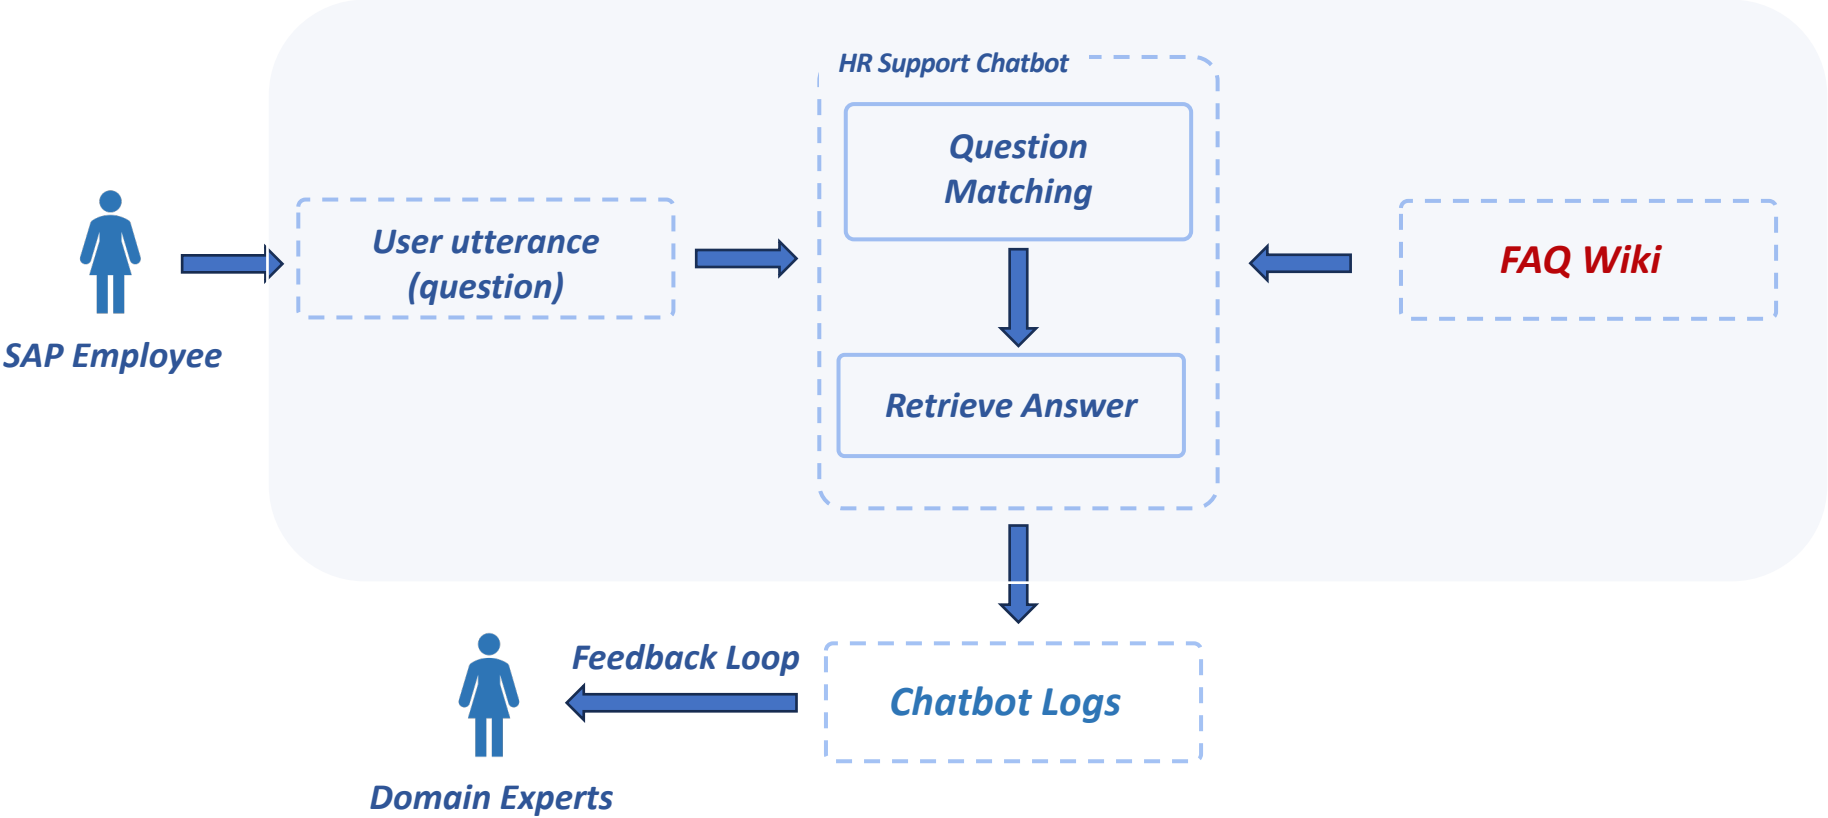 HR Support Chatbot
Question
Matching
User utterance
(question)
FAQ Wiki
SAP Employee
Retrieve Answer
Feedback Loop
Chatbot Logs
Domain Experts